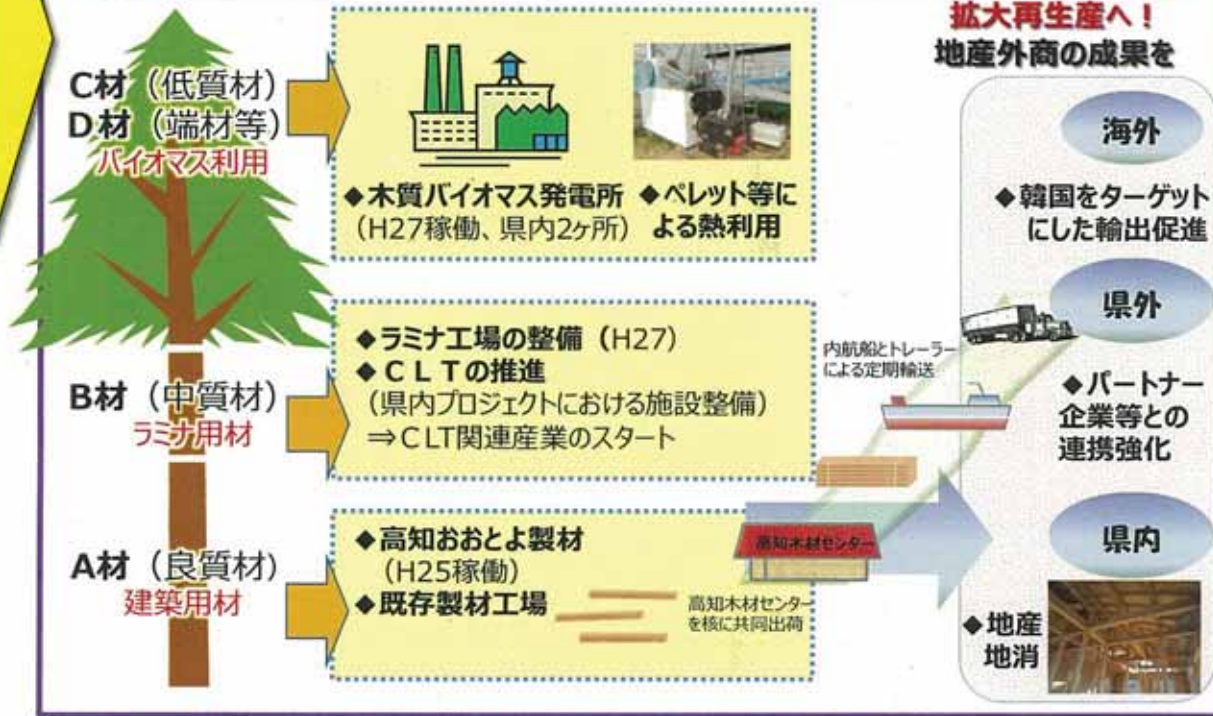 拡大再生産へ！
地産外商の成果を
C材（低質材）
D材（端材等）
バイオマス利用
◆木質バイオマス発電所
（H27稼働、県内2ヶ所）
◆ペレット等に
よる熱利用
B材（中質材）
ラミナ用材
◆ラミナ工場の整備（H27）
◆ＣＬＴの推進
（県内プロジェクトにおける施設整備）
⇒ＣＬＴ関連産業のスタート
A材（良質材）
建築用材
◆高知おおとよ製材
（H25稼働）
◆既存製材工場
高知木材センター
を核に共同出荷
高知木材センター
内航船とトレーラー
による定期輸送
海外
◆韓国をターゲット
にした輸出促進
県外
◆パートナー
企業等との
連携強化
県内
◆地産
地消